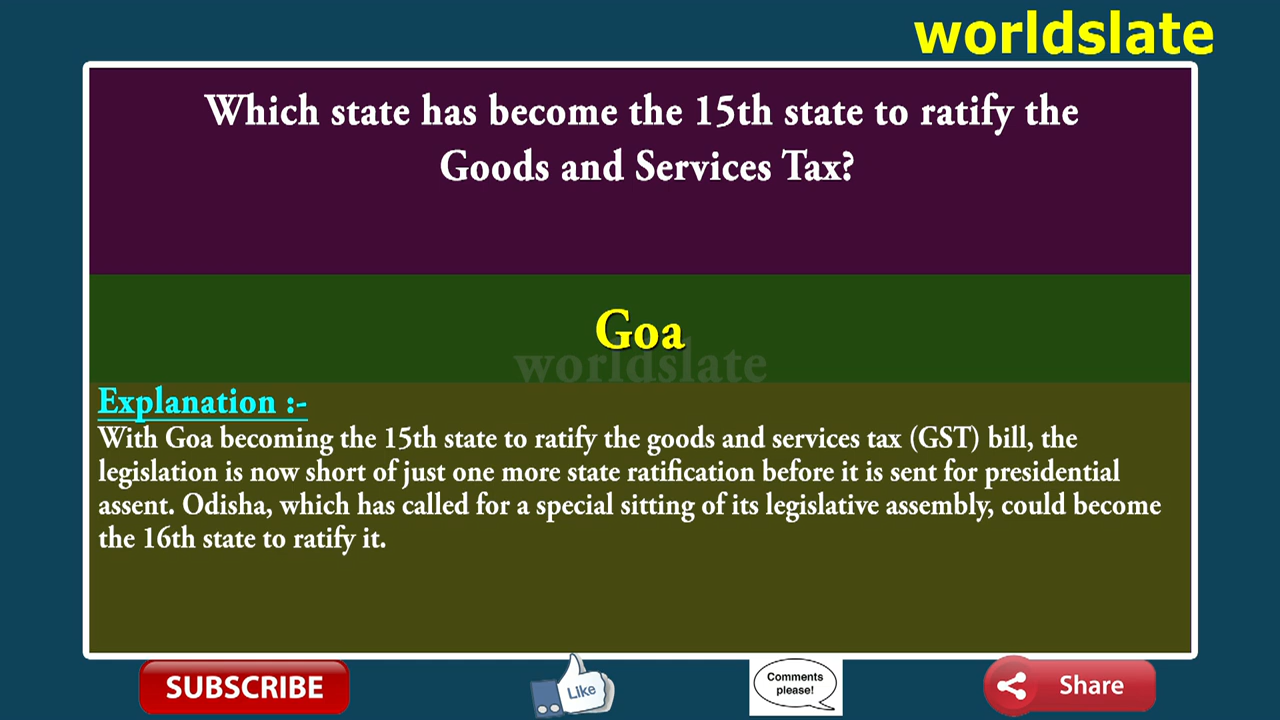 worldslate
Which state has become the 15th state to ratify the
Goods and Services Tax?
Goa
worldslate
Explanation :-
With Goa becoming the 15th state to ratify the goods and services tax (GST) bill, the
legislation is now short of just one more state ratification before it is sent for presidential
assent. Odisha, which has called for a special sitting of its legislative assembly, could become
the 16th state to ratify it.
SUBSCRIBE
Like
Comments
please!
Share